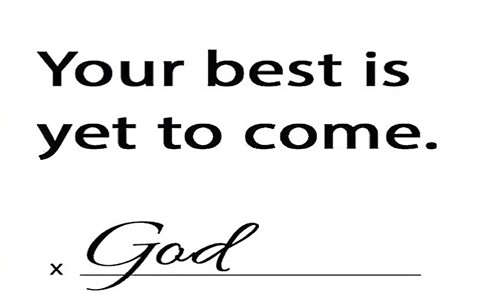 Your best is
yet to come.
x God